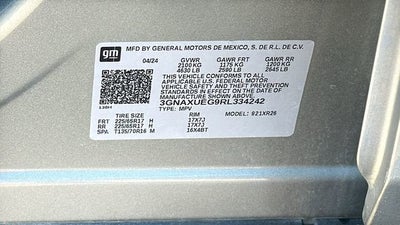 gm
MFD BY GENERAL MOTORS DE MEXICO, S. DE R.L. DE C.V.
04/24 GVWR GAWR FRT GAWR RR
2100 KG 1175 KG 1200 KG
4630 LB 2590 LB 2645 LB
THIS VEHICLE CONFORMS TO ALL APPLICABLE U.S. FEDERAL MOTOR VEHICLE SAFETY AND THEFT PREVENTION STANDARDS IN EFFECT ON THE DATE OF MANUFACTURE SHOWN ABOVE.
3GNAXUEG9RL334242
TYPE: MPV MODEL: 921XR26
TIRE SIZE RIM
FRT 225/65R17 H 17X7J
RR 225/65R17 H 17X7J
SPA T135/70R16 M 16X4BT